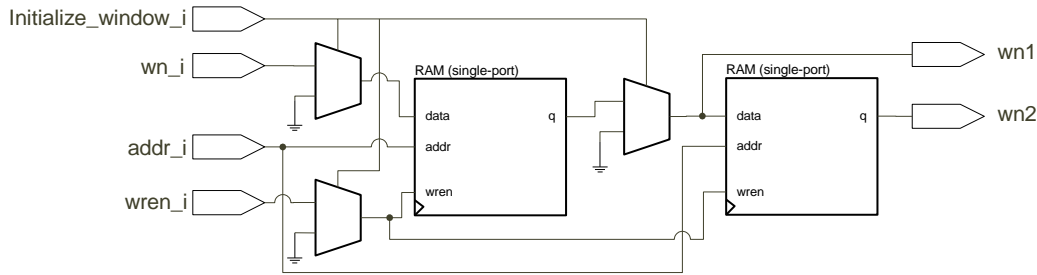 Initialize_window_i
wn_i
addr_i
wren_i
RAM (single-port)
data
q
addr
wren
RAM (single-port)
data
q
addr
wren
wn1
wn2